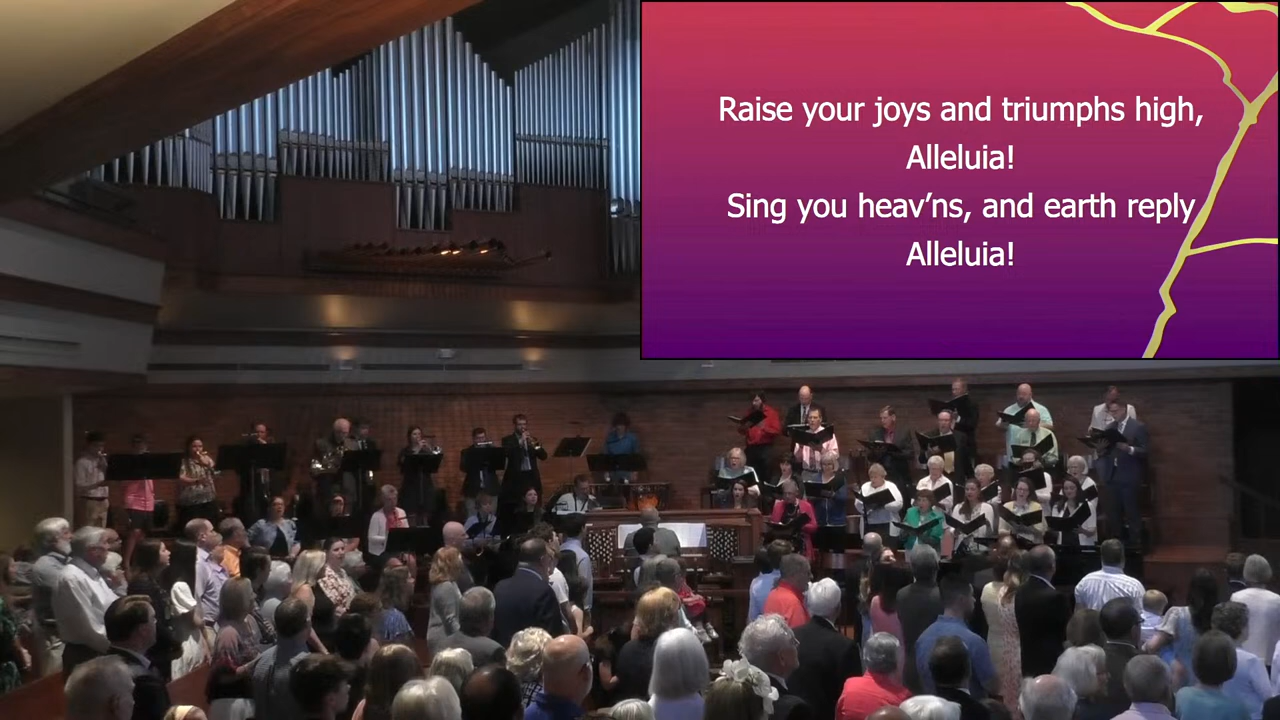 Raise your joys and triumphs high,
Alleluia!
Sing you heav’ns, and earth reply
Alleluia!